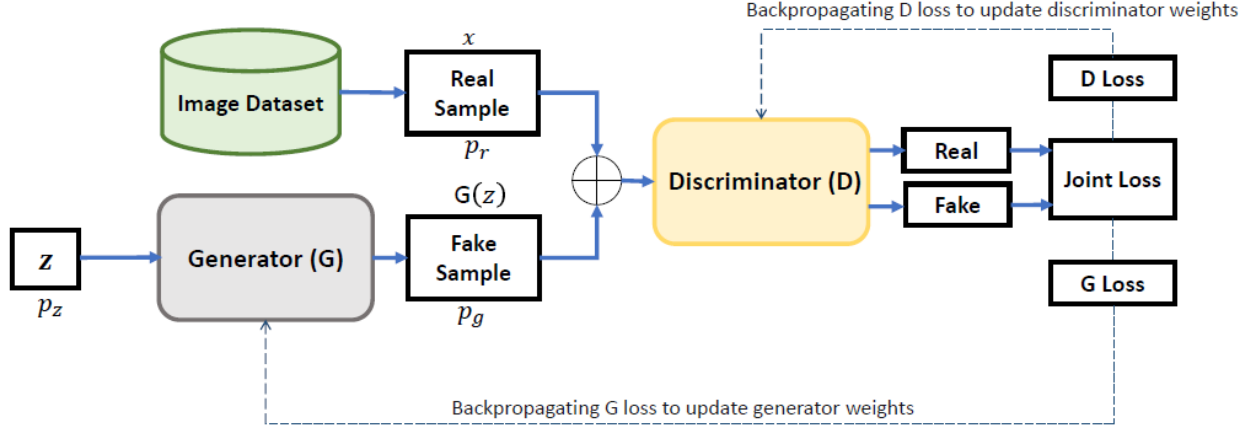 Backpropagating D loss to update discriminator weights
x
Image Dataset
Real
Sample
p_r
D Loss
Real
Fake
Joint Loss
Discriminator (D)
G(z)
z
p_z
Generator (G)
Fake
Sample
p_g
G Loss
Backpropagating G loss to update generator weights